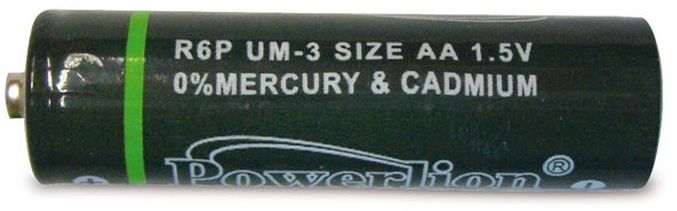 R6P UM-3 SIZE AA 1.5V
0%MERCURY & CADMIUM
Powerlion®
+